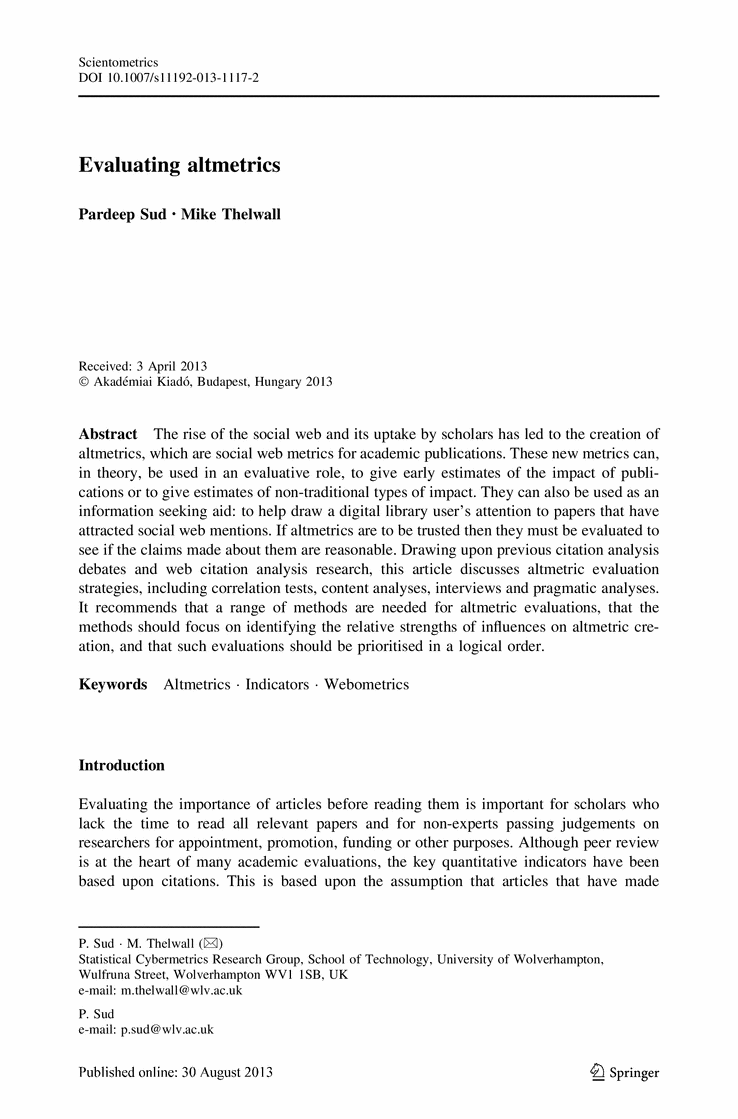 Scientometrics
DOI 10.1007/s11192-013-1117-2
Evaluating altmetrics
Pardeep Sud · Mike Thelwall
Received: 3 April 2013
© Akadémiai Kiadó, Budapest, Hungary 2013
Abstract The rise of the social web and its uptake by scholars has led to the creation of
altmetrics, which are social web metrics for academic publications. These new metrics can,
in theory, be used in an evaluative role, to give early estimates of the impact of publi-
cations or to give estimates of non-traditional types of impact. They can also be used as an
information seeking aid: to help draw a digital library user's attention to papers that have
attracted social web mentions. If altmetrics are to be trusted then they must be evaluated to
see if the claims made about them are reasonable. Drawing upon previous citation analysis
debates and web citation analysis research, this article discusses altmetric evaluation
strategies, including correlation tests, content analyses, interviews and pragmatic analyses.
It recommends that a range of methods are needed for altmetric evaluations, that the
methods should focus on identifying the relative strengths of influences on altmetric cre-
ation, and that such evaluations should be prioritised in a logical order.
Keywords Altmetrics · Indicators · Webometrics
Introduction
Evaluating the importance of articles before reading them is important for scholars who
lack the time to read all relevant papers and for non-experts passing judgements on
researchers for appointment, promotion, funding or other purposes. Although peer review
is at the heart of many academic evaluations, the key quantitative indicators have been
based upon citations. This is based upon the assumption that articles that have made
P. Sud · M. Thelwall (✉)
Statistical Cybermetrics Research Group, School of Technology, University of Wolverhampton,
Wulfruna Street, Wolverhampton WV1 1SB, UK
e-mail: m.thelwall@wlv.ac.uk
P. Sud
e-mail: p.sud@wlv.ac.uk
Published online: 30 August 2013
Springer